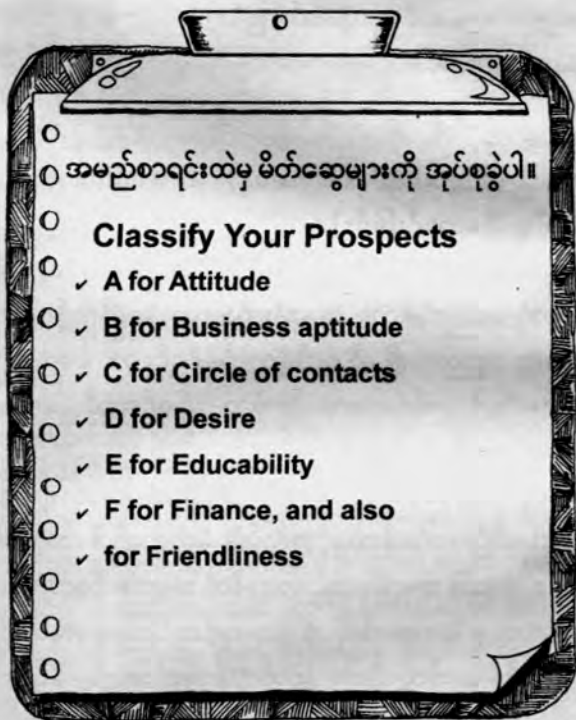 အမည်စာရင်းထဲမှ မိတ်ဆွေများကို အုပ်စုခွဲပါ။
Classify Your Prospects
✓ A for Attitude
✓ B for Business aptitude
✓ C for Circle of contacts
✓ D for Desire
✓ E for Educability
✓ F for Finance, and also
✓ for Friendliness